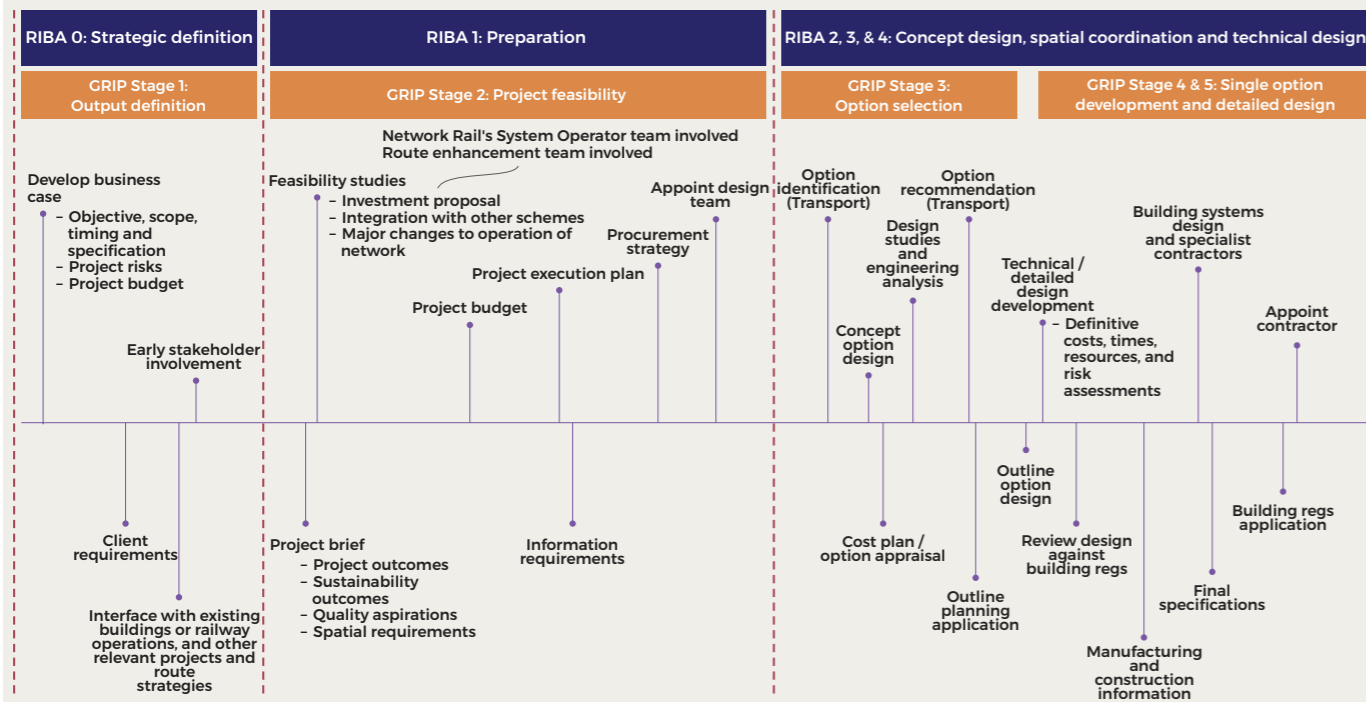 RIBA 0: Strategic definition
RIBA 1: Preparation
RIBA 2, 3, & 4: Concept design, spatial coordination and technical design
GRIP Stage 1:
Output definition
GRIP Stage 2: Project feasibility
GRIP Stage 3:
Option selection
GRIP Stage 4 & 5: Single option
development and detailed design
Develop business
case
– Objective, scope,
timing and
specification
– Project risks
– Project budget
Early stakeholder
involvement
Client
requirements
Interface with existing
buildings or railway
operations, and other
relevant projects and
route
strategies
Network Rail's System Operator team involved
Route enhancement team involved
Feasibility studies
– Investment proposal
– Integration with other schemes
– Major changes to operation of
network
Project budget
Project execution plan
Procurement
strategy
Appoint design
team
Project brief
– Project outcomes
– Sustainability
outcomes
– Quality aspirations
– Spatial requirements
Information
requirements
Option
identification
(Transport)
Concept
option
design
Design
studies
and
engineering
analysis
Option
recommendation
(Transport)
Technical /
detailed
design
development
– Definitive
costs, times,
resources, and
risk
assessments
Building systems
design
and specialist
contractors
Appoint
contractor
Cost plan /
option appraisal
Outline
planning
application
Outline
option
design
Review design
against
building regs
Manufacturing
and
construction
information
Final
specifications
Building regs
application